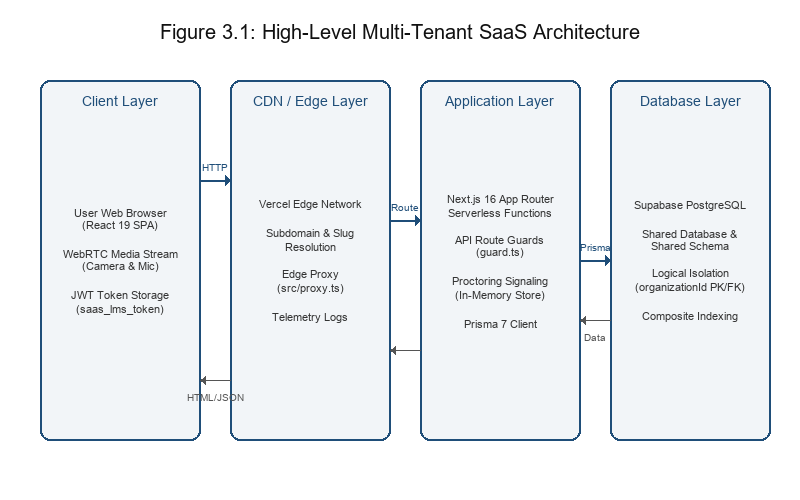 Figure 3.1: High-Level Multi-Tenant SaaS Architecture
Client Layer
User Web Browser
(React 19 SPA)
WebRTC Media Stream
(Camera & Mic)
JWT Token Storage
(saas_lms_token)
HTTP
HTML/JSON
CDN / Edge Layer
Vercel Edge Network
Subdomain & Slug
Resolution
Edge Proxy
(src/proxy.ts)
Telemetry Logs
Route
Application Layer
Next.js 16 App Router
Serverless Functions
API Route Guards
(guard.ts)
Proctoring Signaling
(In-Memory Store)
Prisma 7 Client
Prisma
Data
Database Layer
Supabase PostgreSQL
Shared Database &
Shared Schema
Logical Isolation
(organizationId PK/FK)
Composite Indexing